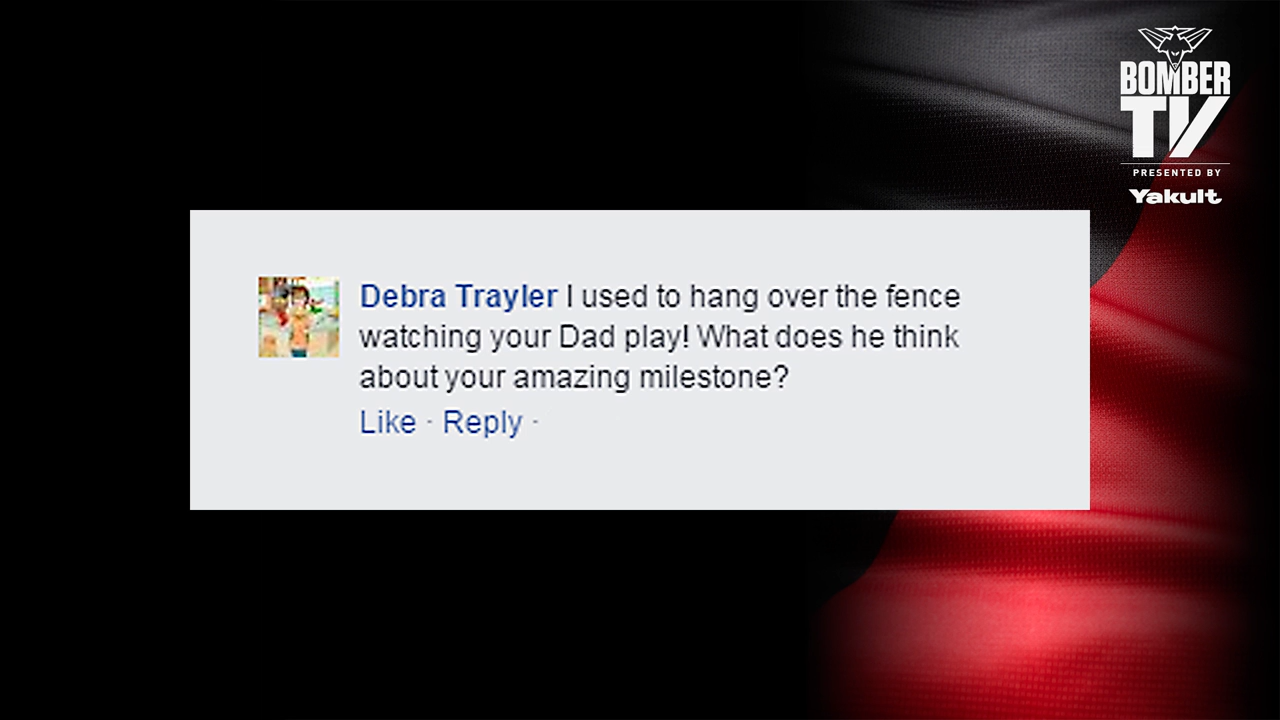 BOMBER
TV
PRESENTED BY
Yakult
Debra Trayler I used to hang over the fence
watching your Dad play! What does he think
about your amazing milestone?
Like · Reply ·